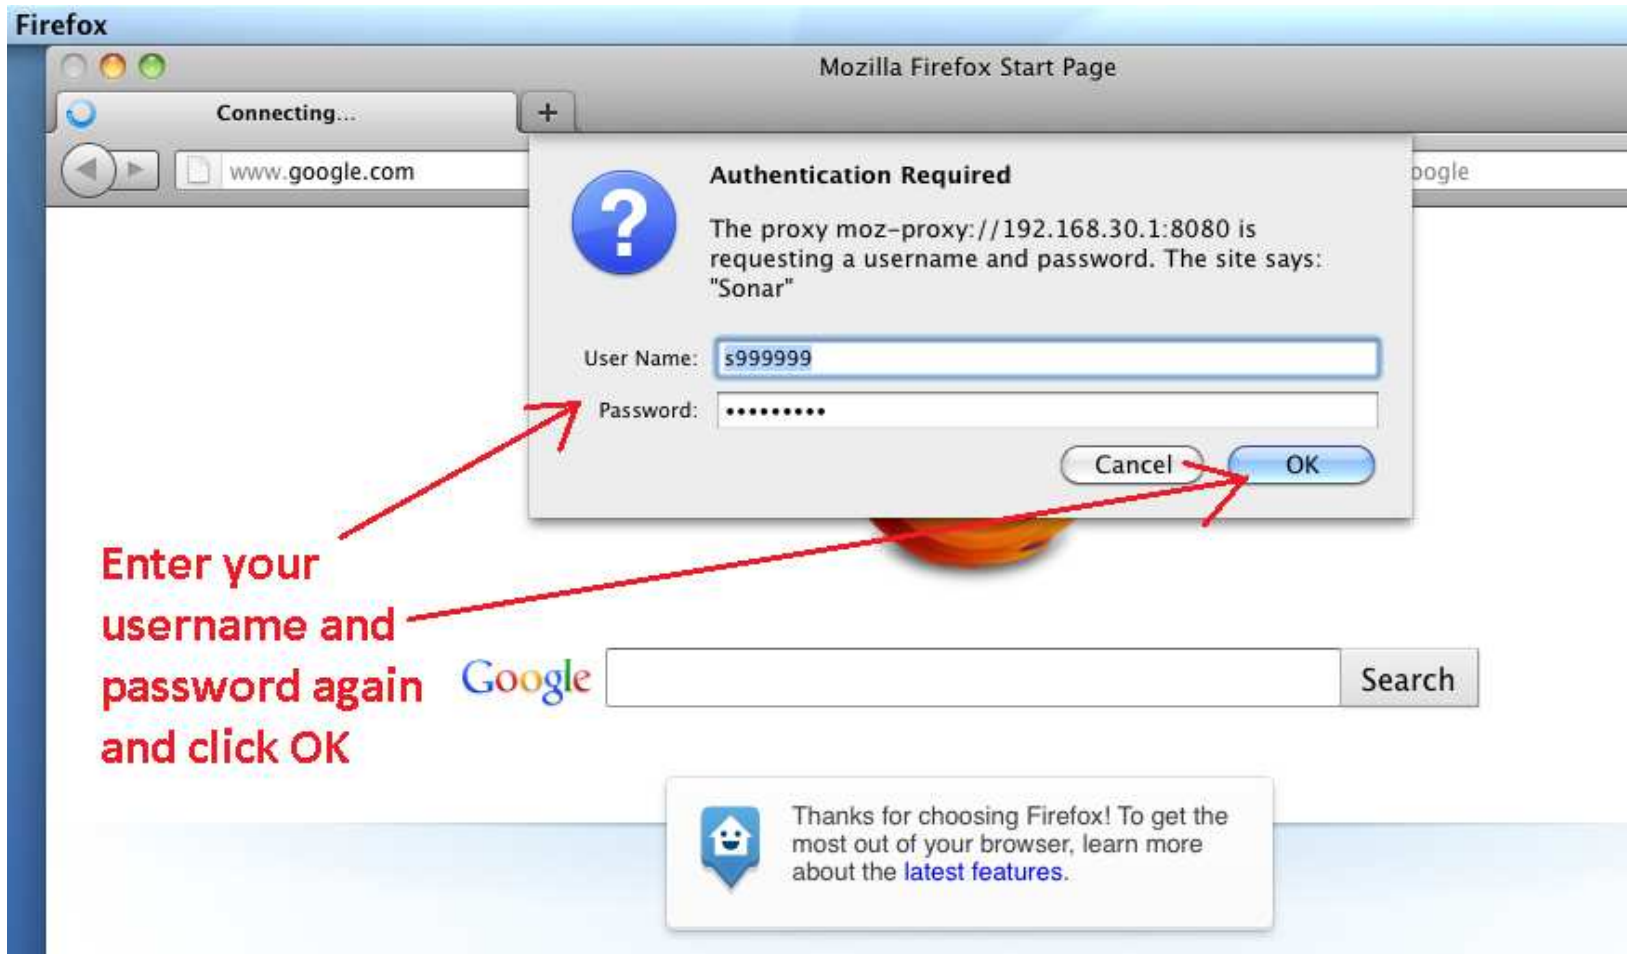 Firefox
Mozilla Firefox Start Page
Connecting...
+
www.google.com
oogle
Authentication Required
The proxy moz-proxy://192.168.30.1:8080 is
requesting a username and password. The site says:
"Sonar"
User Name: s999999
Password: •••••••••
Cancel OK
Enter your
username and
password again
and click OK
Google Search
Thanks for choosing Firefox! To get the
most out of your browser, learn more
about the latest features.